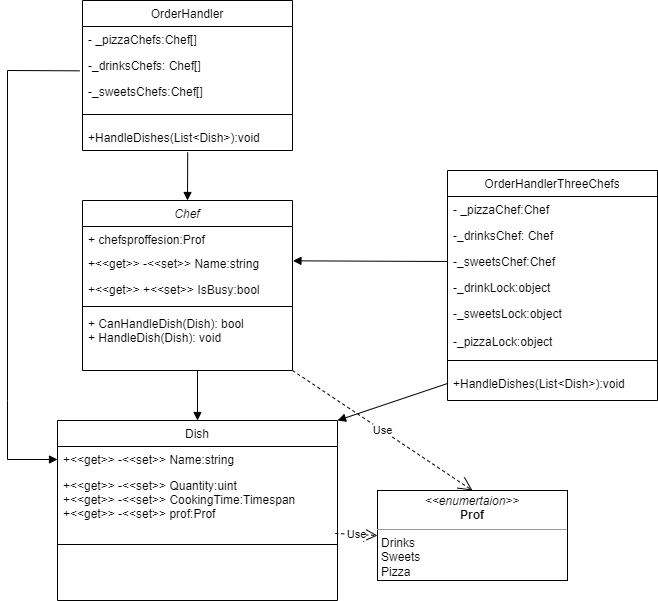 OrderHandler
- _pizzaChefs:Chef[]
-_drinksChefs: Chef[]
-_sweetsChefs:Chef[]
+HandleDishes(List<Dish>):void
Chef
+ chefsproffesion:Prof
+<<get>> -<<set>> Name:string
+<<get>> +<<set>> IsBusy:bool
+ CanHandleDish(Dish): bool
+ HandleDish(Dish): void
OrderHandlerThreeChefs
- _pizzaChef:Chef
-_drinksChef: Chef
-_sweetsChef:Chef
-_drinkLock:object
-_sweetsLock:object
-_pizzaLock:object
+HandleDishes(List<Dish>):void
Use
Dish
+<<get>> -<<set>> Name:string
+<<get>> -<<set>> Quantity:uint
+<<get>> -<<set>> CookingTime:Timespan
+<<get>> -<<set>> prof:Prof
Use
<<enumertaion>>
Prof
Drinks
Sweets
Pizza